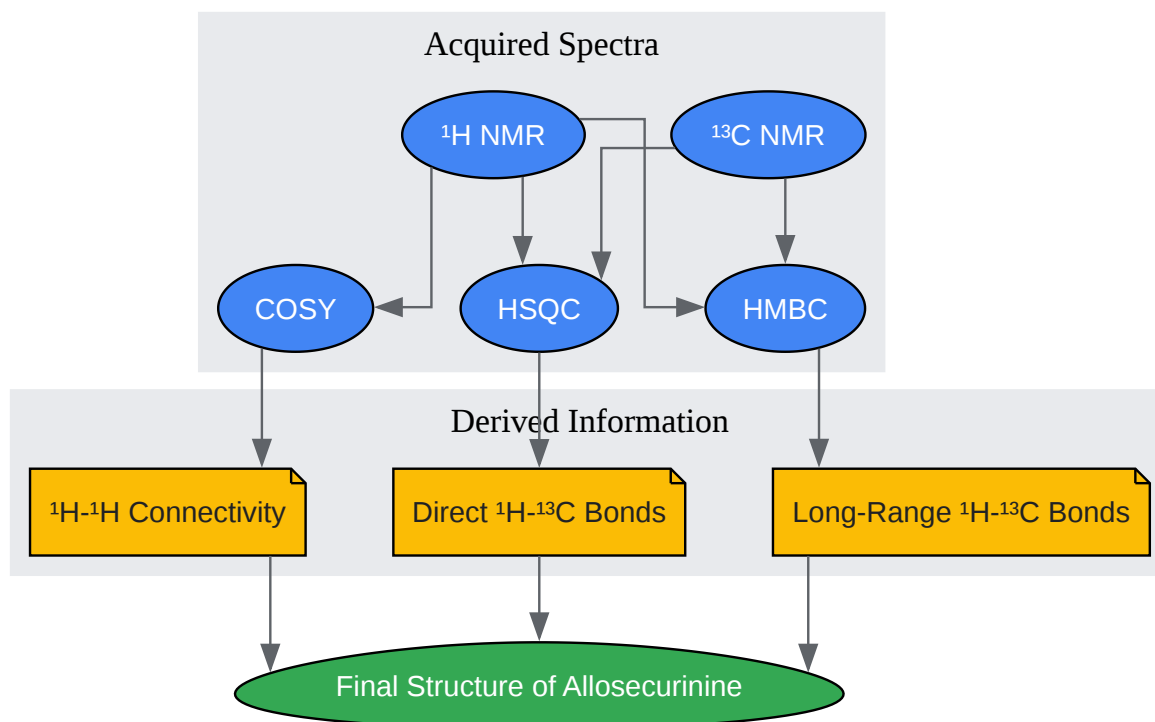 Acquired Spectra
¹H NMR
¹³C NMR
COSY
HSQC
HMBC
Derived Information
¹H-¹H Connectivity
Direct ¹H-¹³C Bonds
Long-Range ¹H-¹³C Bonds
Final Structure of Allosecurinine